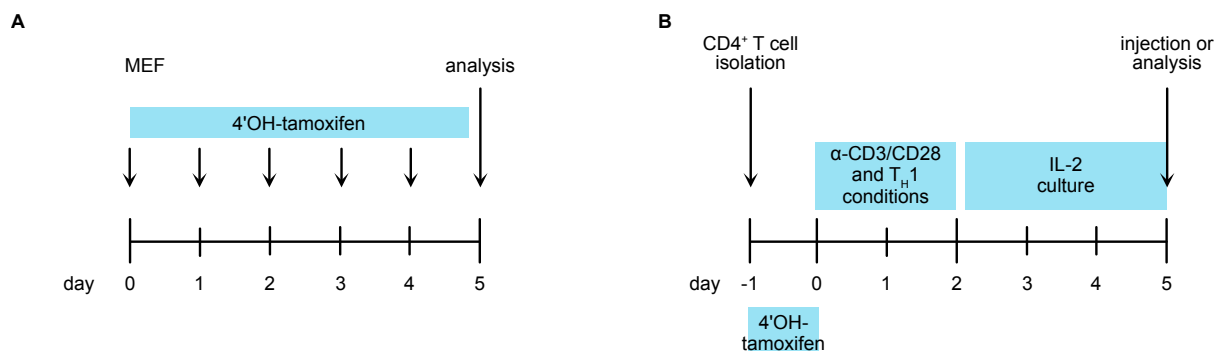 A
MEF
analysis
4'OH-tamoxifen
day
0
1
2
3
4
5
B
CD4⁺ T cell
isolation
injection or
analysis
α-CD3/CD28
and T_H1
conditions
IL-2
culture
day
-1
0
1
2
3
4
5
4'OH-
tamoxifen